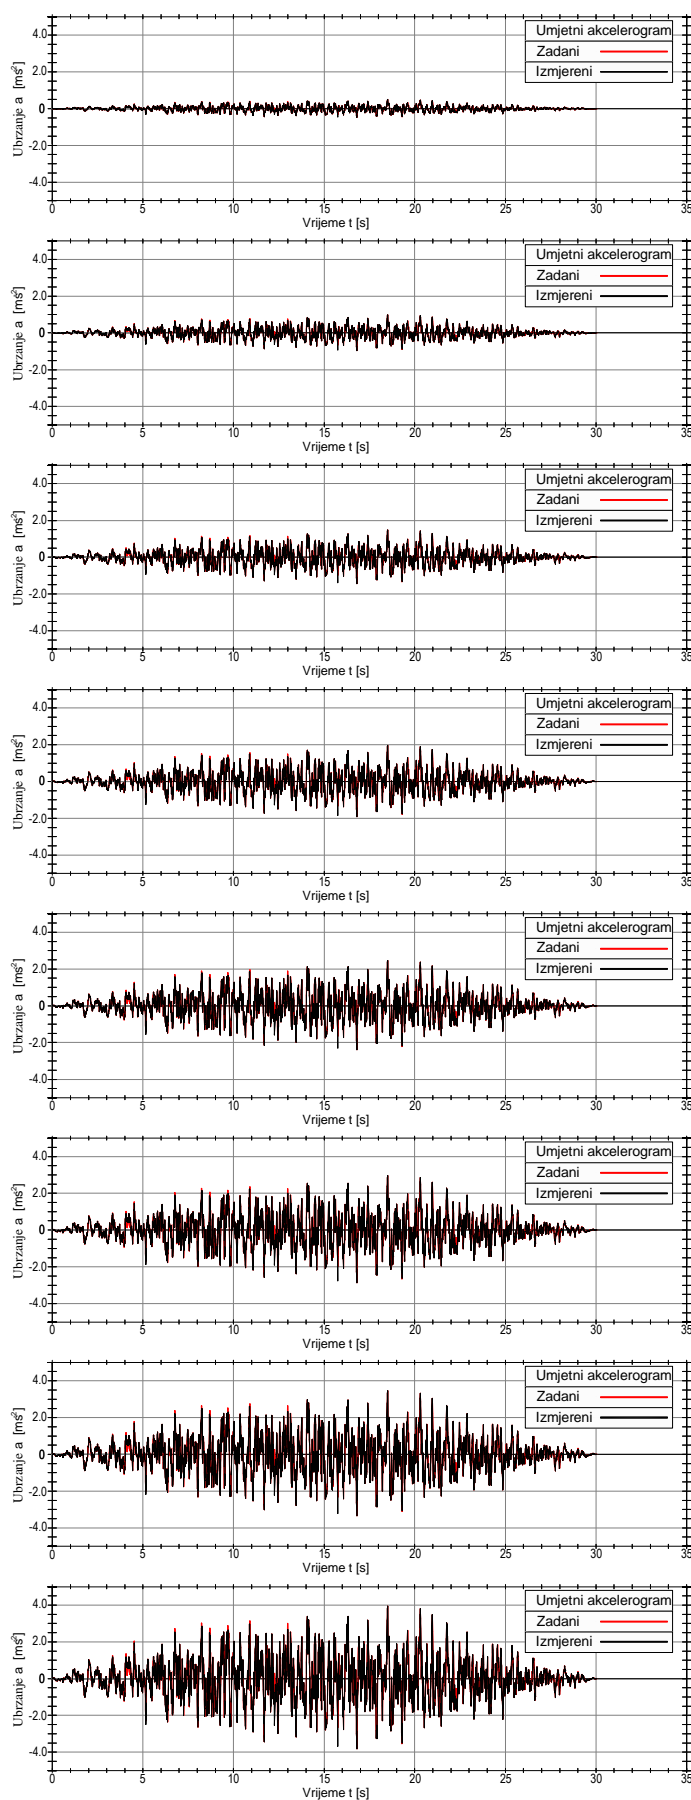 Umjetni akcelerogram
Zadani
Izmjereni
4.0
2.0
0
-2.0
-4.0
Ubrzanje a [ms²]
0 5 10 15 20 25 30 35
Vrijeme t [s]
Umjetni akcelerogram
Zadani
Izmjereni
4.0
2.0
0
-2.0
-4.0
Ubrzanje a [ms²]
0 5 10 15 20 25 30 35
Vrijeme t [s]
Umjetni akcelerogram
Zadani
Izmjereni
4.0
2.0
0
-2.0
-4.0
Ubrzanje a [ms²]
0 5 10 15 20 25 30 35
Vrijeme t [s]
Umjetni akcelerogram
Zadani
Izmjereni
4.0
2.0
0
-2.0
-4.0
Ubrzanje a [ms²]
0 5 10 15 20 25 30 35
Vrijeme t [s]
Umjetni akcelerogram
Zadani
Izmjereni
4.0
2.0
0
-2.0
-4.0
Ubrzanje a [ms²]
0 5 10 15 20 25 30 35
Vrijeme t [s]
Umjetni akcelerogram
Zadani
Izmjereni
4.0
2.0
0
-2.0
-4.0
Ubrzanje a [ms²]
0 5 10 15 20 25 30 35
Vrijeme t [s]
Umjetni akcelerogram
Zadani
Izmjereni
4.0
2.0
0
-2.0
-4.0
Ubrzanje a [ms²]
0 5 10 15 20 25 30 35
Vrijeme t [s]
Umjetni akcelerogram
Zadani
Izmjereni
4.0
2.0
0
-2.0
-4.0
Ubrzanje a [ms²]
0 5 10 15 20 25 30 35
Vrijeme t [s]